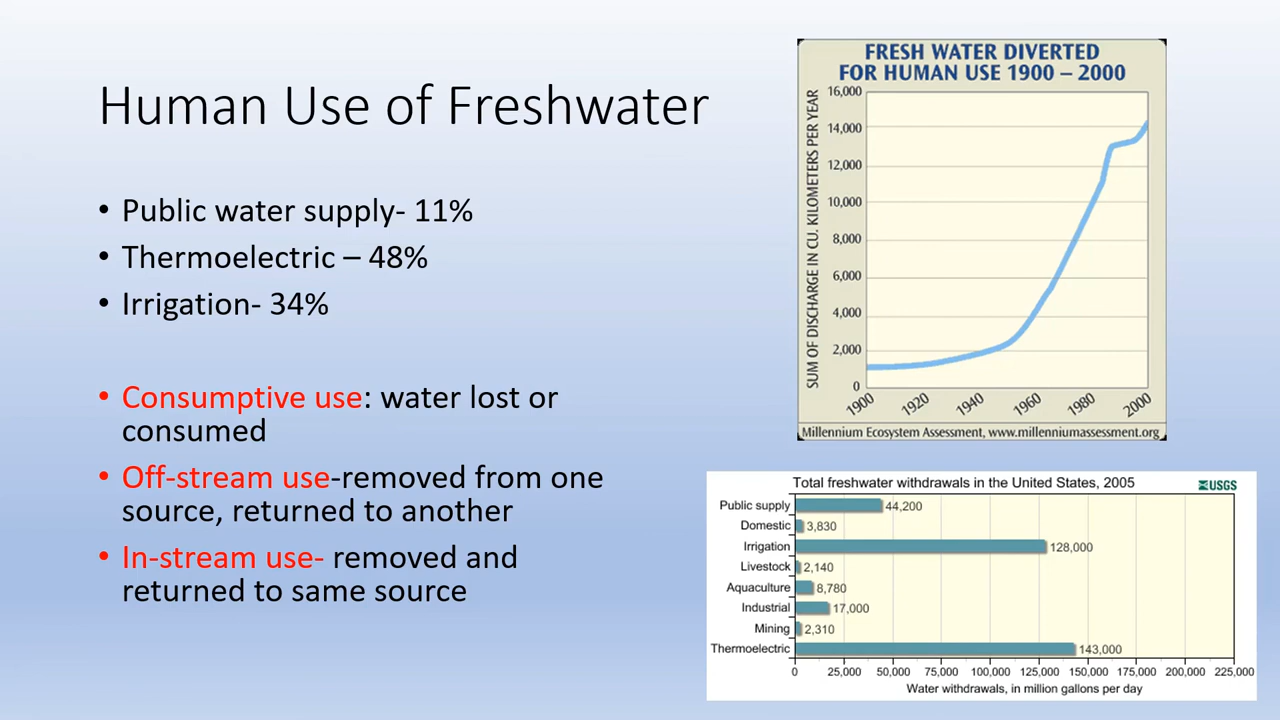 Human Use of Freshwater
• Public water supply- 11%
• Thermoelectric – 48%
• Irrigation- 34%
• Consumptive use: water lost or
consumed
• Off-stream use-removed from one
source, returned to another
• In-stream use- removed and
returned to same source
FRESH WATER DIVERTED
FOR HUMAN USE 1900 – 2000
SUM OF DISCHARGE IN CU. KILOMETERS PER YEAR
16,000
14,000
12,000
10,000
8,000
6,000
4,000
2,000
0
1900 1920 1940 1960 1980 2000
Millennium Ecosystem Assessment, www.millenniumassessment.org
Total freshwater withdrawals in the United States, 2005
USGS
Public supply 44,200
Domestic 3,830
Irrigation 128,000
Livestock 2,140
Aquaculture 8,780
Industrial 17,000
Mining 2,310
Thermoelectric 143,000
0 25,000 50,000 75,000 100,000 125,000 150,000 175,000 200,000 225,000
Water withdrawals, in million gallons per day